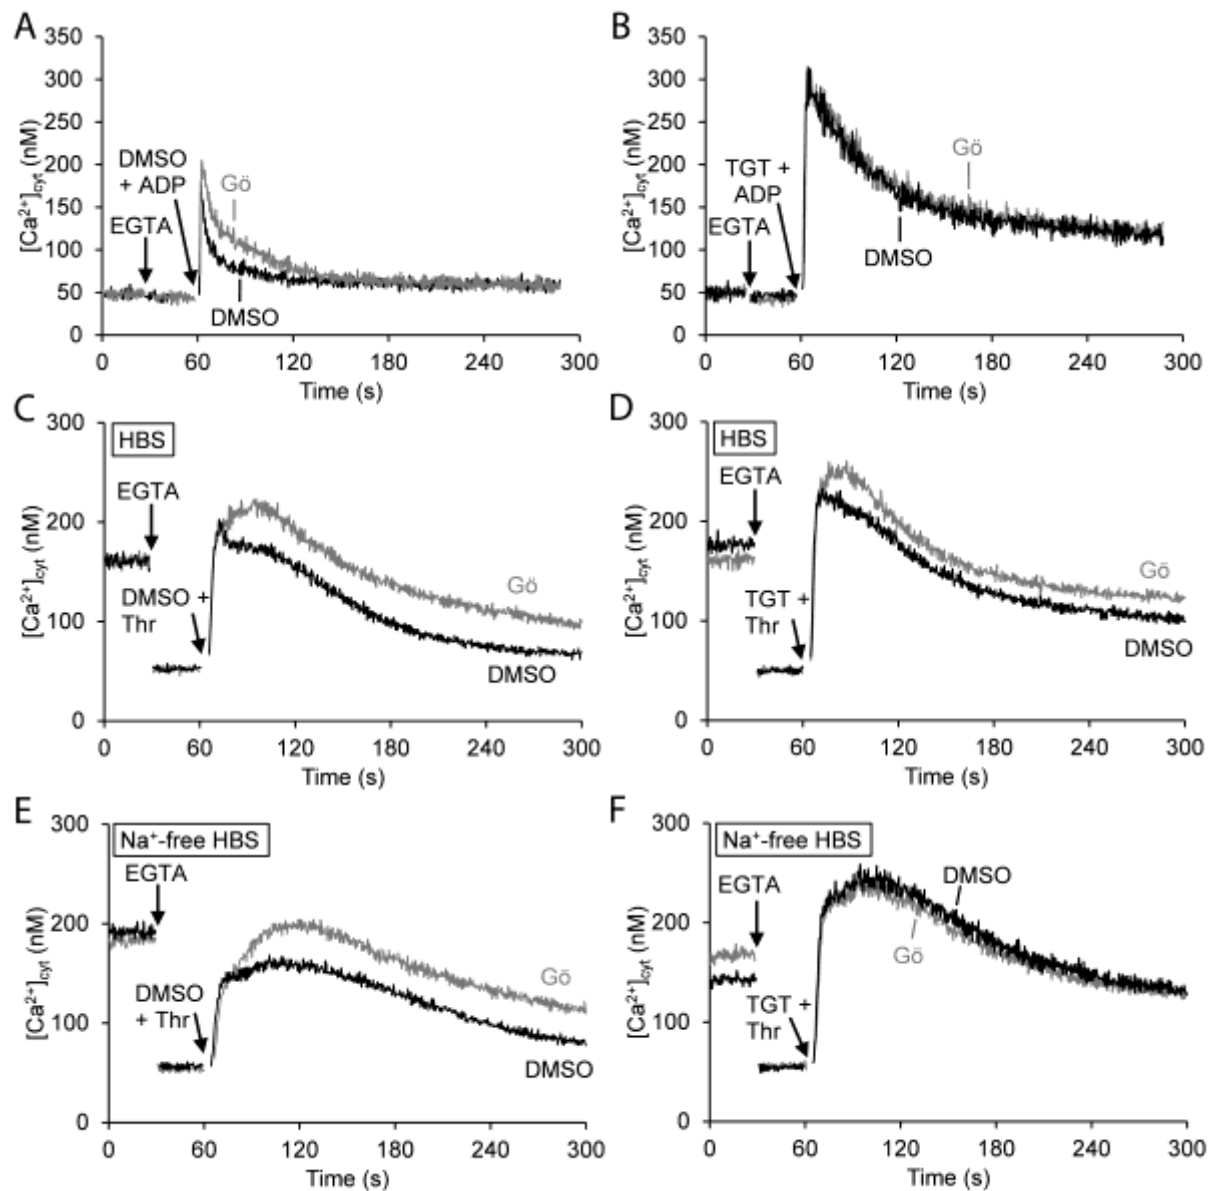 A
350
300
250
200
150
100
50
0
[Ca²⁺]cyt (nM)
DMSO
+ ADP
EGTA
Gö
DMSO
0 60 120 180 240 300
Time (s)
B
350
300
250
200
150
100
50
0
[Ca²⁺]cyt (nM)
TGT +
ADP
EGTA
Gö
DMSO
0 60 120 180 240 300
Time (s)
C
300
200
100
0
[Ca²⁺]cyt (nM)
HBS
EGTA
DMSO +
Thr
Gö
DMSO
0 60 120 180 240 300
Time (s)
D
300
200
100
0
[Ca²⁺]cyt (nM)
HBS
EGTA
TGT +
Thr
Gö
DMSO
0 60 120 180 240 300
Time (s)
E
300
200
100
0
[Ca²⁺]cyt (nM)
Na⁺-free HBS
EGTA
DMSO
+ Thr
Gö
DMSO
0 60 120 180 240 300
Time (s)
F
300
200
100
0
[Ca²⁺]cyt (nM)
Na⁺-free HBS
EGTA
DMSO
Gö
TGT +
Thr
0 60 120 180 240 300
Time (s)